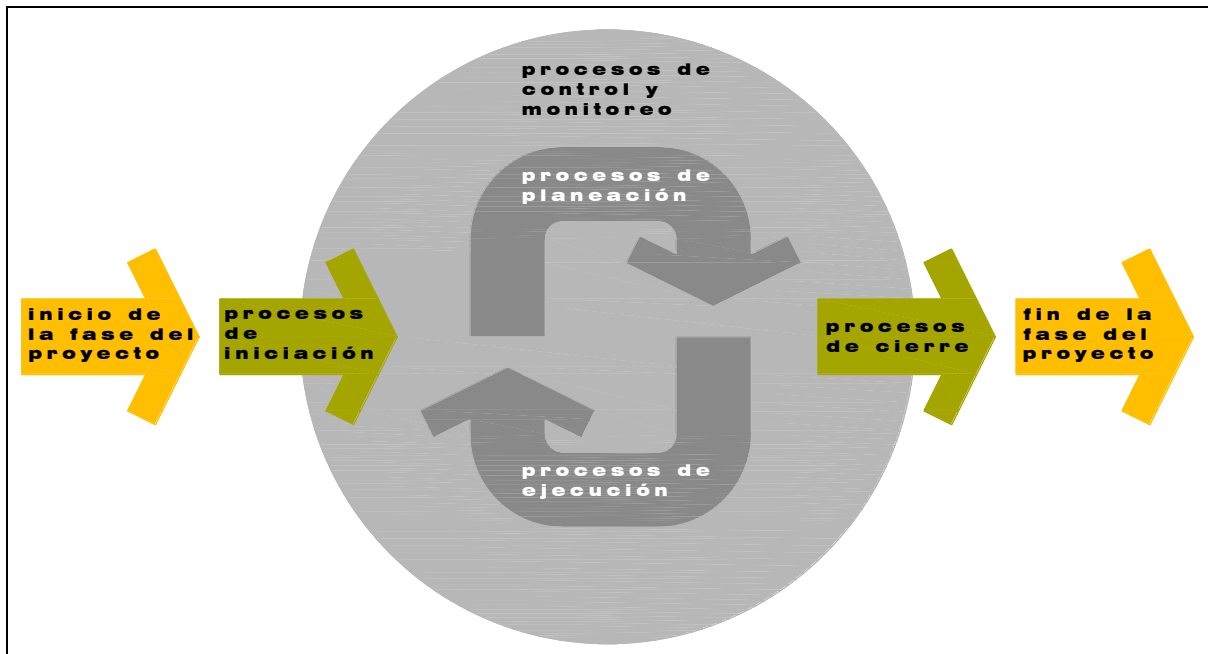 procesos de
control y
monitoreo
procesos de
planeación
inicio de
la fase del
proyecto
procesos
de
iniciación
procesos
de cierre
fin de la
fase del
proyecto
procesos de
ejecución